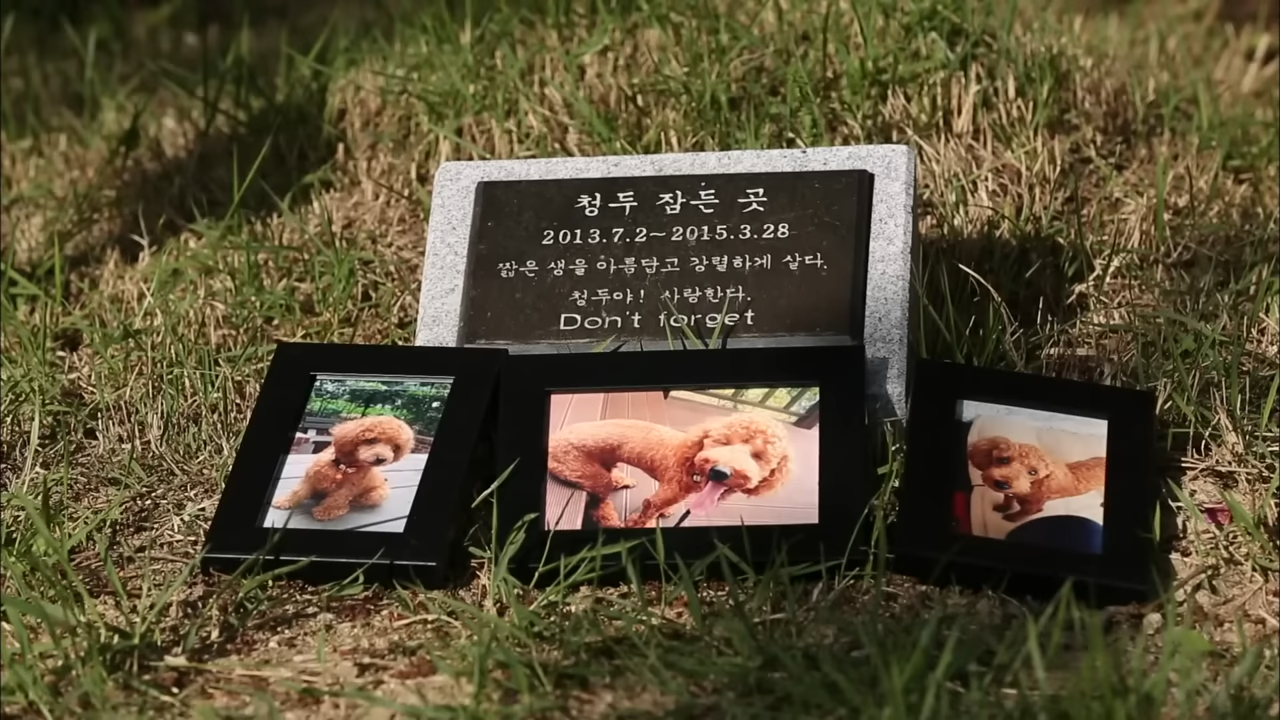 청두 잠든 곳
2013.7.2~2015.3.28
짧은 생을 아름답고 강렬하게 살다.
청두야! 사랑한다.
Don't forget